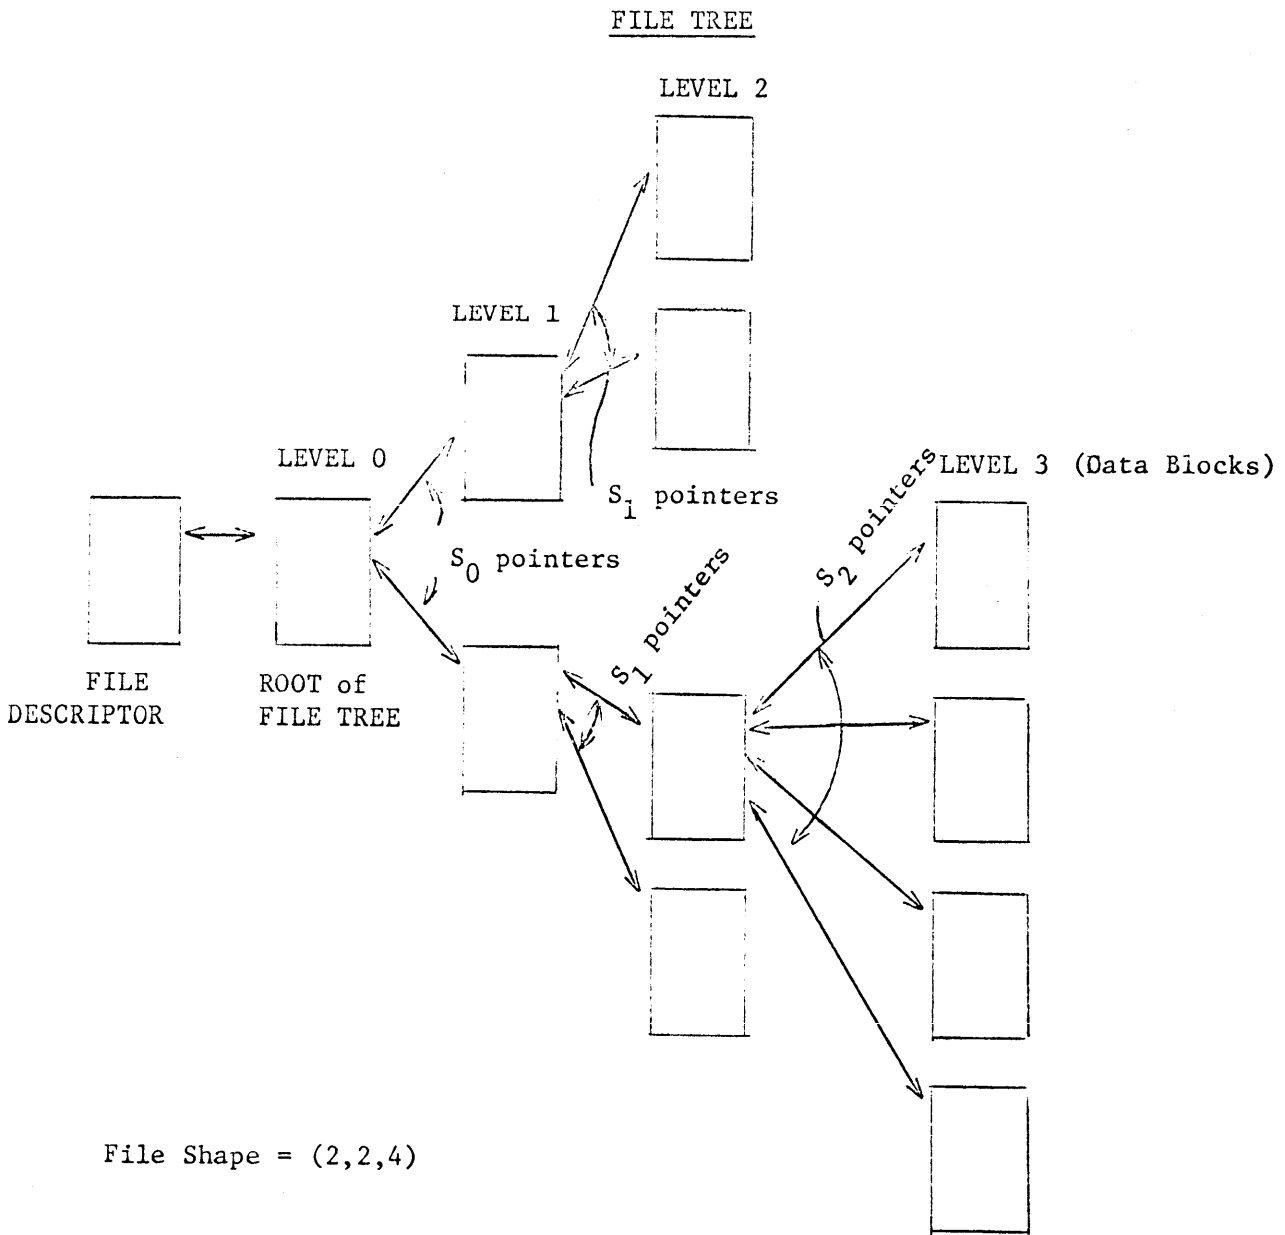 FILE TREE
LEVEL 2
LEVEL 1
LEVEL 0
S1 pointers
LEVEL 3 (Data Blocks)
S0 pointers
S1 pointers
S2 pointers
FILE
DESCRIPTOR
ROOT of
FILE TREE
File Shape = (2,2,4)